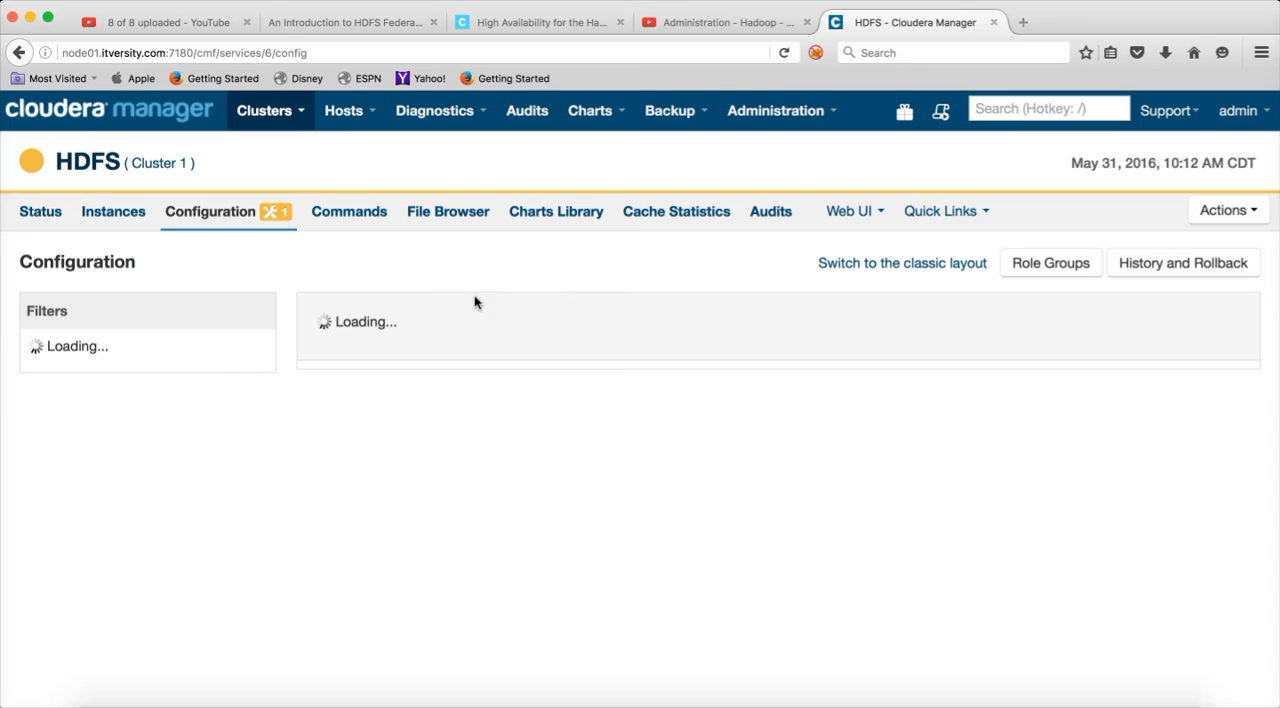 8 of 8 uploaded - YouTube
An Introduction to HDFS Federa...
High Availability for the Ha...
Administration - Hadoop - ...
HDFS - Cloudera Manager
node01.itversity.com:7180/cmf/services/6/config
Search
Most Visited
Apple
Getting Started
Disney
ESPN
Yahoo!
Getting Started
cloudera manager
Clusters
Hosts
Diagnostics
Audits
Charts
Backup
Administration
Search (Hotkey: /)
Support
admin
HDFS ( Cluster 1 )
May 31, 2016, 10:12 AM CDT
Status
Instances
Configuration 1
Commands
File Browser
Charts Library
Cache Statistics
Audits
Web UI
Quick Links
Actions
Configuration
Switch to the classic layout
Role Groups
History and Rollback
Filters
Loading...
Loading...